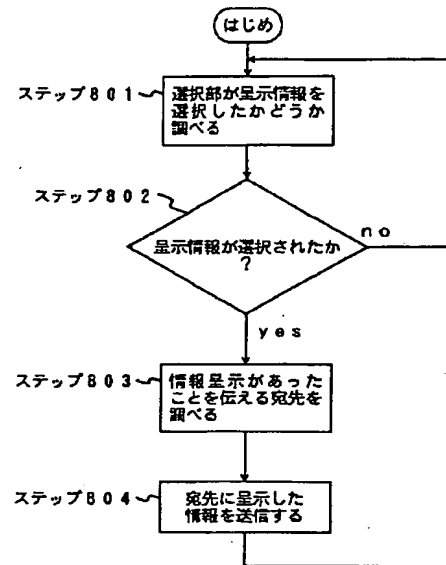 はじめ
ステップ801
選択部が呈示情報を
選択したかどうか
調べる
ステップ802
呈示情報が選択されたか
?
no
yes
ステップ803
情報呈示があった
ことを伝える宛先を
調べる
ステップ804
宛先に呈示した
情報を送信する